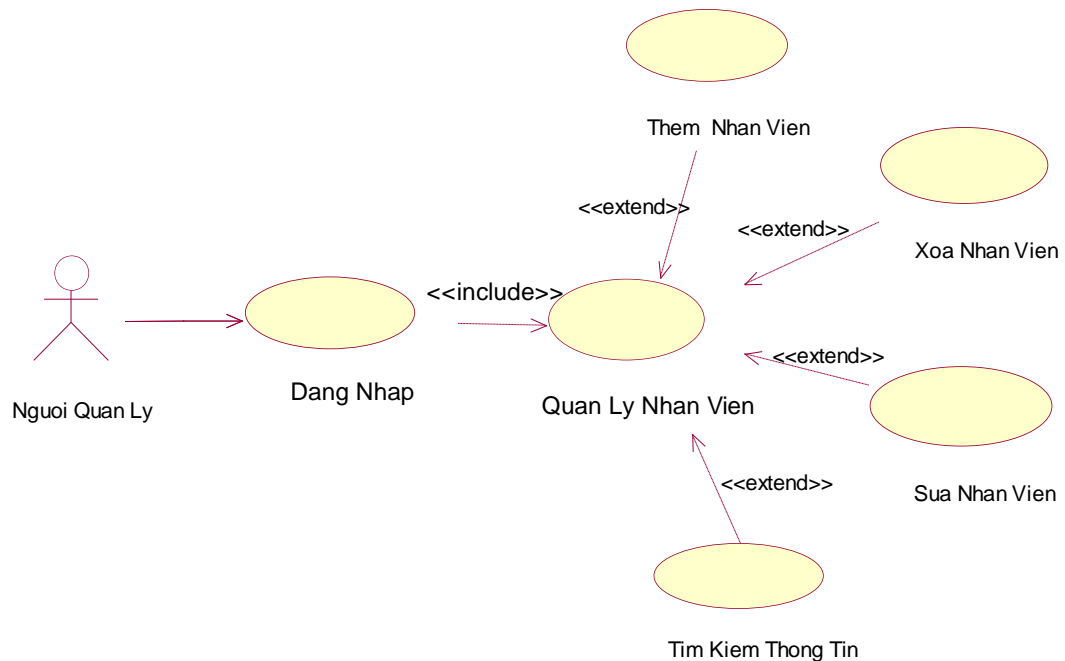 Them Nhan Vien
<<extend>>
<<extend>>
Xoa Nhan Vien
<<include>>
<<extend>>
Dang Nhap
Nguoi Quan Ly
Quan Ly Nhan Vien
<<extend>>
Sua Nhan Vien
Tim Kiem Thong Tin